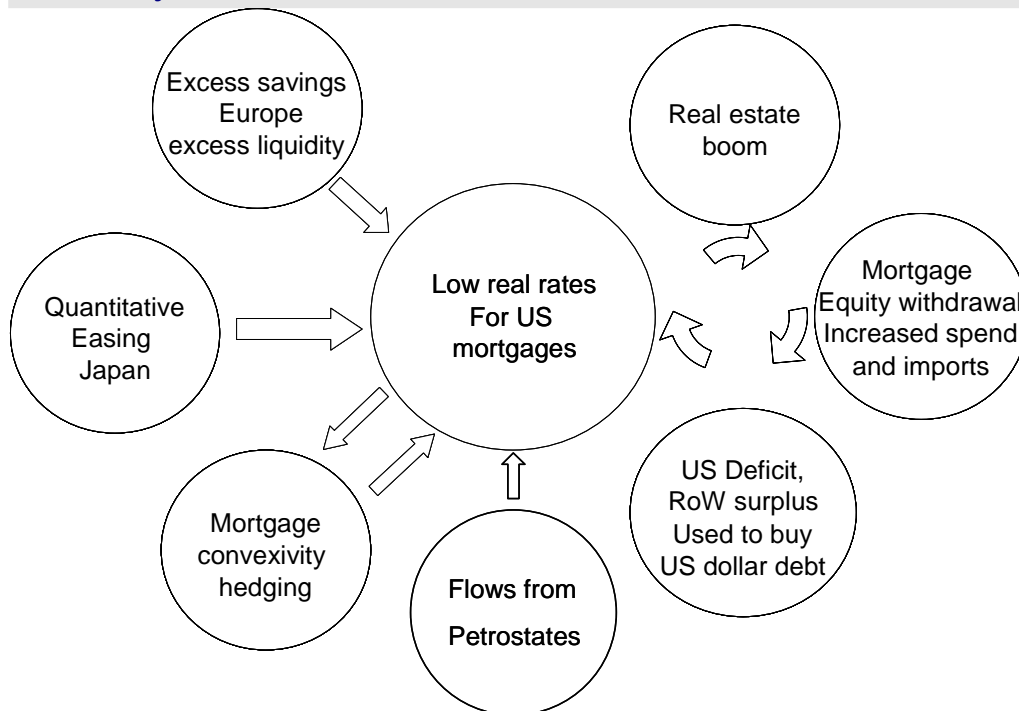 Excess savings
Europe
excess liquidity
Real estate
boom
Quantitative
Easing
Japan
Low real rates
For US
mortgages
Mortgage
Equity withdrawal
Increased spend
and imports
Mortgage
convexivity
hedging
Flows from
Petrostates
US Deficit,
RoW surplus
Used to buy
US dollar debt